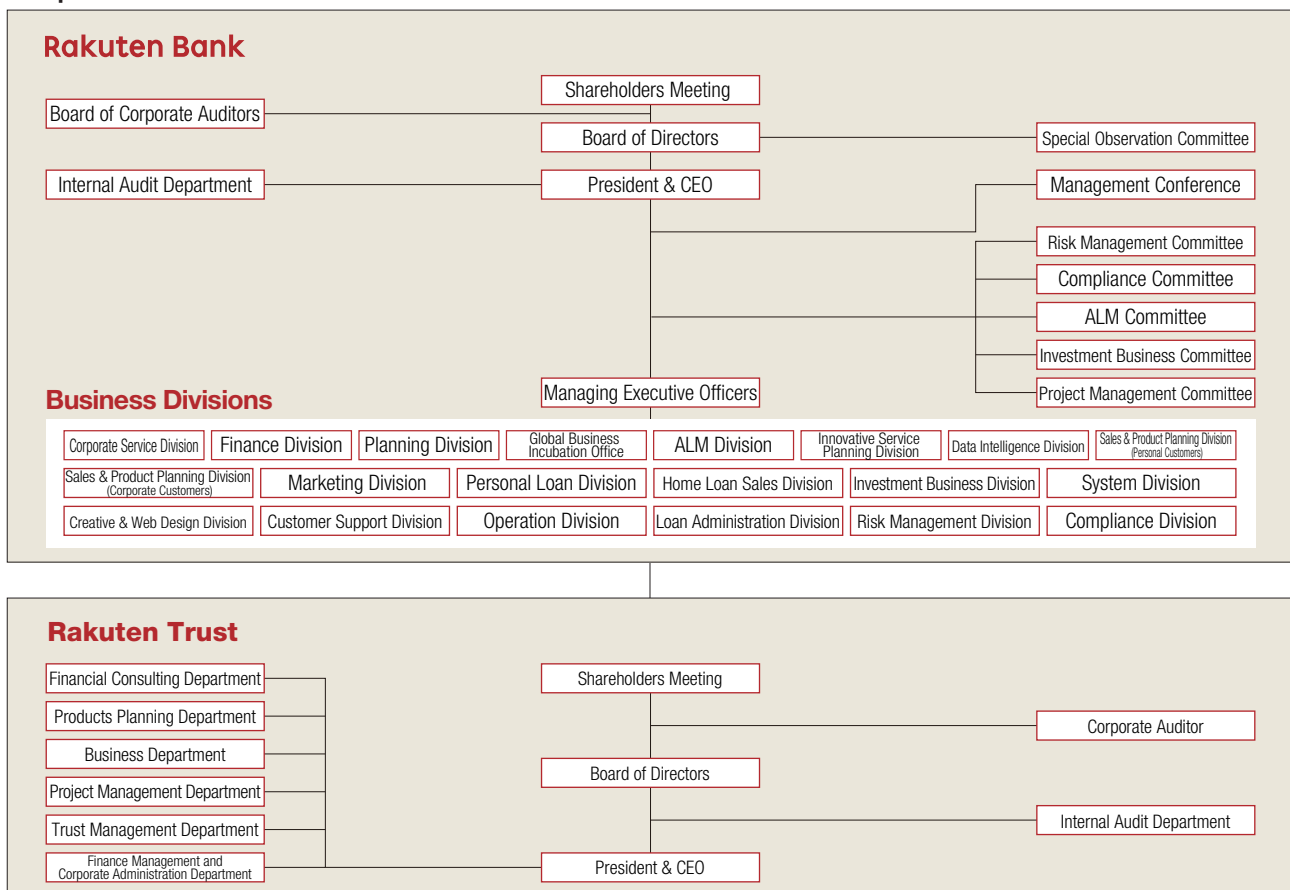 Rakuten Bank
Shareholders Meeting
Board of Corporate Auditors
Board of Directors
Special Observation Committee
Internal Audit Department
President & CEO
Management Conference
Risk Management Committee
Compliance Committee
ALM Committee
Investment Business Committee
Managing Executive Officers
Project Management Committee
Business Divisions
Corporate Service Division
Finance Division
Planning Division
Global Business
Incubation Office
ALM Division
Innovative Service
Planning Division
Data Intelligence Division
Sales & Product Planning Division
(Personal Customers)
Sales & Product Planning Division
(Corporate Customers)
Marketing Division
Personal Loan Division
Home Loan Sales Division
Investment Business Division
System Division
Creative & Web Design Division
Customer Support Division
Operation Division
Loan Administration Division
Risk Management Division
Compliance Division
Rakuten Trust
Financial Consulting Department
Shareholders Meeting
Products Planning Department
Corporate Auditor
Business Department
Board of Directors
Project Management Department
Trust Management Department
Internal Audit Department
Finance Management and
Corporate Administration Department
President & CEO